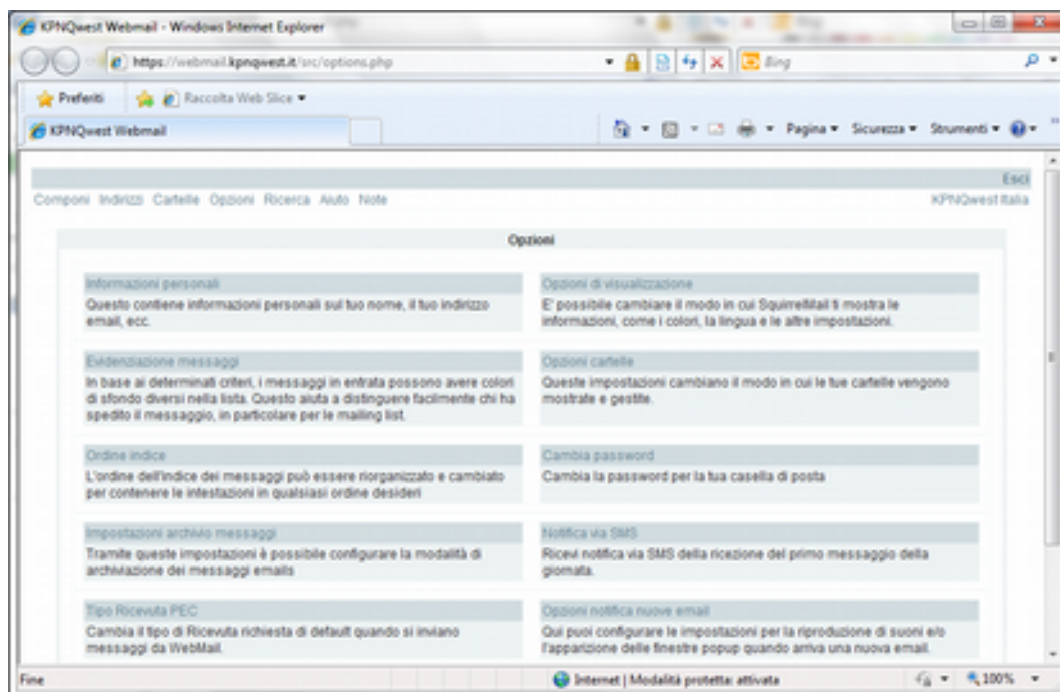 KPNQwest Webmail - Windows Internet Explorer
https://webmail.kpnqwest.it/src/options.php
Bing
Preferiti Raccolta Web Slice
KPNQwest Webmail Pagina Sicurezza Strumenti
Esci
Componi Indirizzi Cartelle Opzioni Ricerca Aiuto Note KPNQwest Italia
Opzioni
Informazioni personali
Questo contiene informazioni personali sul tuo nome, il tuo indirizzo
email, ecc.
Opzioni di visualizzazione
E' possibile cambiare il modo in cui SquirrelMail ti mostra le
informazioni, come i colori, la lingua e le altre impostazioni.
Evidenziazione messaggi
In base ai determinati criteri, i messaggi in entrata possono avere colori
di sfondo diversi nella lista. Questo aiuta a distinguere facilmente chi ha
spedito il messaggio, in particolare per le mailing list.
Opzioni cartelle
Queste impostazioni cambiano il modo in cui le tue cartelle vengono
mostrate e gestite.
Ordine indice
L'ordine dell'indice dei messaggi può essere riorganizzato e cambiato
per contenere le intestazioni in qualsiasi ordine desideri
Cambia password
Cambia la password per la tua casella di posta
Impostazioni archivio messaggi
Tramite queste impostazioni è possibile configurare la modalità di
archiviazione dei messaggi emails
Notifica via SMS
Ricevi notifica via SMS della ricezione del primo messaggio della
giornata.
Tipo Ricevuta PEC
Cambia il tipo di Ricevuta richiesta di default quando si inviano
messaggi da WebMail.
Opzioni notifica nuove email
Qui puoi configurare le impostazioni per la riproduzione di suoni e/o
l'apparizione delle finestre popup quando arriva una nuova email.
Fine Internet | Modalità protetta: attivata 100%